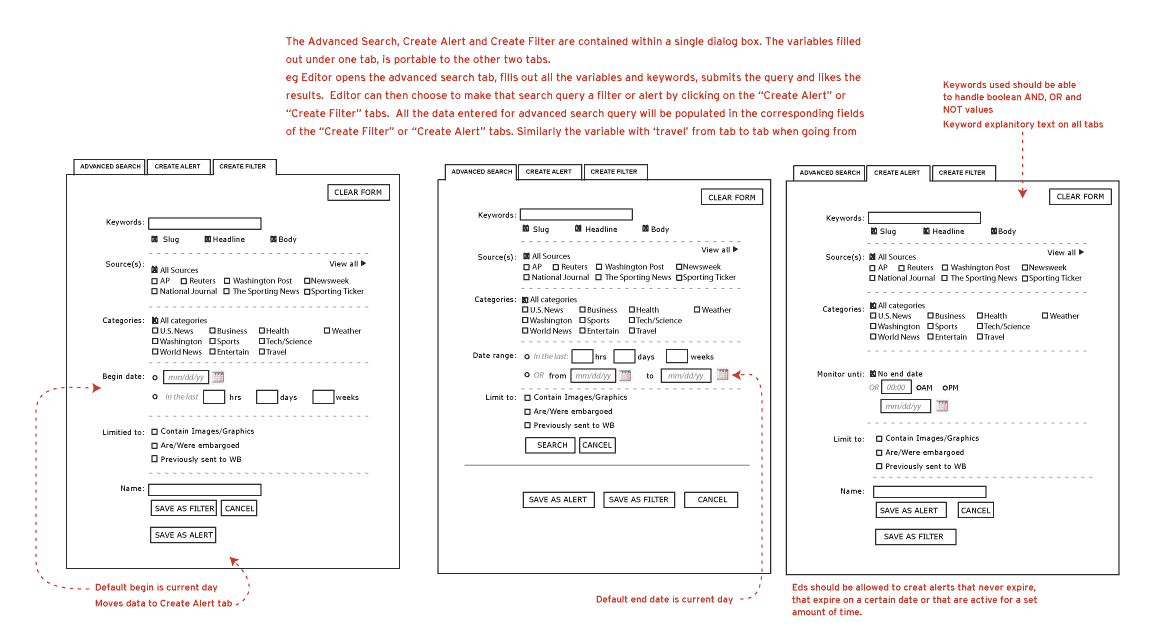 The Advanced Search, Create Alert and Create Filter are contained within a single dialog box. The variables filled
out under one tab, is portable to the other two tabs.
eg Editor opens the advanced search tab, fills out all the variables and keywords, submits the query and likes the
results. Editor can then choose to make that search query a filter or alert by clicking on the “Create Alert” or
“Create Filter” tabs. All the data entered for advanced search query will be populated in the corresponding fields
of the “Create Filter” or “Create Alert” tabs. Similarly the variable with ‘travel’ from tab to tab when going from
Keywords used should be able
to handle boolean AND, OR and
NOT values
Keyword explanitory text on all tabs
ADVANCED SEARCH CREATE ALERT CREATE FILTER
CLEAR FORM
Keywords:
Slug Headline Body
Source(s): View all
All Sources
AP Reuters Washington Post Newsweek
National Journal The Sporting News Sporting Ticker
Categories: All categories
U.S. News Business Health Weather
Washington Sports Tech/Science
World News Entertain Travel
Begin date: mm/dd/yy
In the last hrs days weeks
Limitied to: Contain Images/Graphics
Are/Were embargoed
Previously sent to WB
Name:
SAVE AS FILTER CANCEL
SAVE AS ALERT
Default begin is current day
Moves data to Create Alert tab
ADVANCED SEARCH CREATE ALERT CREATE FILTER
CLEAR FORM
Keywords:
Slug Headline Body
View all
Source(s): All Sources
AP Reuters Washington Post Newsweek
National Journal The Sporting News Sporting Ticker
Categories: All categories
U.S. News Business Health Weather
Washington Sports Tech/Science
World News Entertain Travel
Date range: In the last: hrs days weeks
OR from mm/dd/yy to mm/dd/yy
Limit to: Contain Images/Graphics
Are/Were embargoed
Previously sent to WB
SEARCH CANCEL
SAVE AS ALERT SAVE AS FILTER CANCEL
Default end date is current day
ADVANCED SEARCH CREATE ALERT CREATE FILTER
CLEAR FORM
Keywords:
Slug Headline Body
View all
Source(s): All Sources
AP Reuters Washington Post Newsweek
National Journal The Sporting News Sporting Ticker
Categories: All categories
U.S. News Business Health Weather
Washington Sports Tech/Science
World News Entertain Travel
Monitor unti: No end date
OR 00:00 AM PM
mm/dd/yy
Limit to: Contain Images/Graphics
Are/Were embargoed
Previously sent to WB
Name:
SAVE AS ALERT CANCEL
SAVE AS FILTER
Eds should be allowed to creat alerts that never expire,
that expire on a certain date or that are active for a set
amount of time.